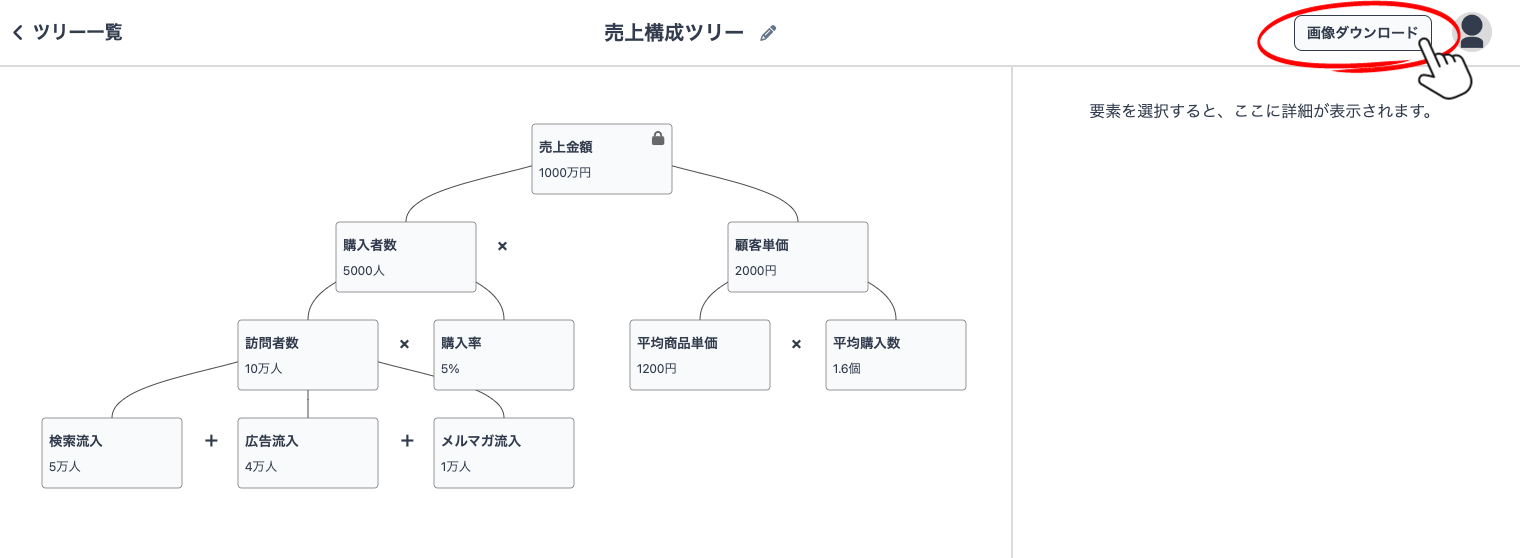 ツリー一覧
売上構成ツリー
画像ダウンロード
要素を選択すると、ここに詳細が表示されます。
売上金額
1000万円
購入者数
5000人
×
顧客単価
2000円
訪問者数
10万人
×
購入率
5%
平均商品単価
1200円
×
平均購入数
1.6個
検索流入
5万人
+
広告流入
4万人
+
メルマガ流入
1万人